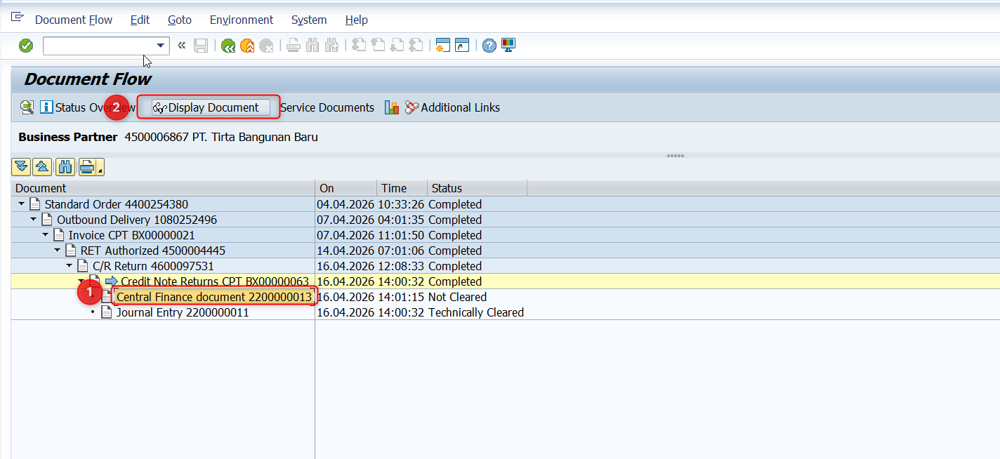 Document Flow Edit Goto Environment System Help
Document Flow
Status Overview 2 Display Document Service Documents Additional Links
Business Partner 4500006867 PT. Tirta Bangunan Baru
Document On Time Status
Standard Order 4400254380 04.04.2026 10:33:26 Completed
Outbound Delivery 1080252496 07.04.2026 04:01:35 Completed
Invoice CPT BX00000021 07.04.2026 11:01:50 Completed
RET Authorized 4500004445 14.04.2026 07:01:06 Completed
C/R Return 4600097531 16.04.2026 12:08:33 Completed
Credit Note Returns CPT BX00000063 16.04.2026 14:00:32 Completed
1 Central Finance document 2200000013 16.04.2026 14:01:15 Not Cleared
Journal Entry 2200000011 16.04.2026 14:00:32 Technically Cleared